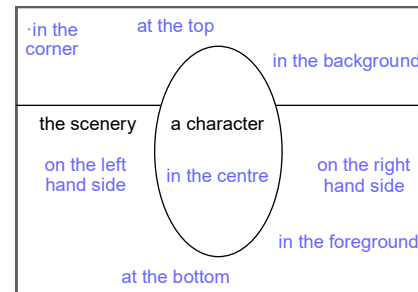 ·in the
corner
at the top
in the background
the scenery
a character
on the left
hand side
in the centre
on the right
hand side
in the foreground
at the bottom